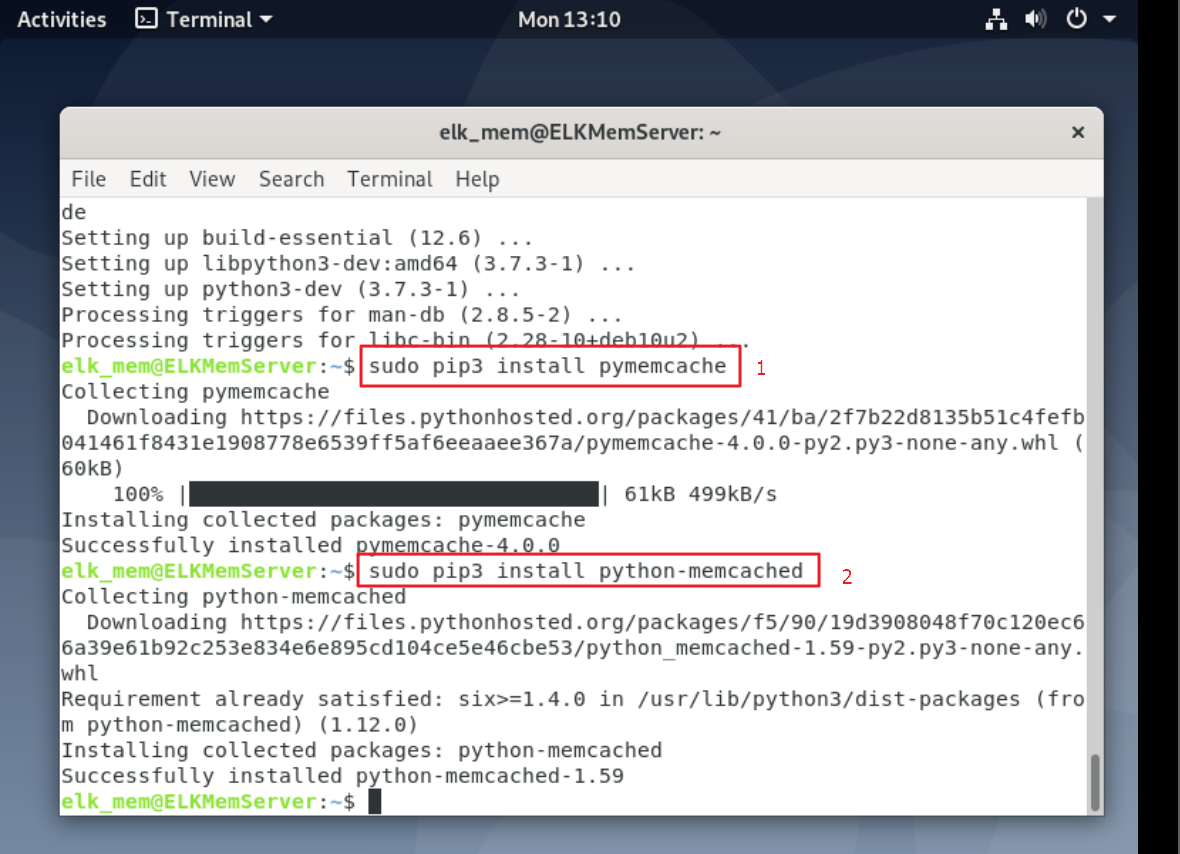 Activities Terminal Mon 13:10
elk_mem@ELKMemServer: ~ ×
File Edit View Search Terminal Help
de
Setting up build-essential (12.6) ...
Setting up libpython3-dev:amd64 (3.7.3-1) ...
Setting up python3-dev (3.7.3-1) ...
Processing triggers for man-db (2.8.5-2) ...
Processing triggers for libc-bin (2.28-10+deb10u2) ...
elk_mem@ELKMemServer:~$ sudo pip3 install pymemcache 1
Collecting pymemcache
  Downloading https://files.pythonhosted.org/packages/41/ba/2f7b22d8135b51c4fefb
041461f8431e1908778e6539ff5af6eeaaee367a/pymemcache-4.0.0-py2.py3-none-any.whl (
60kB)
    100% |████████████████████████████████| 61kB 499kB/s
Installing collected packages: pymemcache
Successfully installed pymemcache-4.0.0
elk_mem@ELKMemServer:~$ sudo pip3 install python-memcached 2
Collecting python-memcached
  Downloading https://files.pythonhosted.org/packages/f5/90/19d3908048f70c120ec6
6a39e61b92c253e834e6e895cd104ce5e46cbe53/python_memcached-1.59-py2.py3-none-any.
whl
Requirement already satisfied: six>=1.4.0 in /usr/lib/python3/dist-packages (fro
m python-memcached) (1.12.0)
Installing collected packages: python-memcached
Successfully installed python-memcached-1.59
elk_mem@ELKMemServer:~$